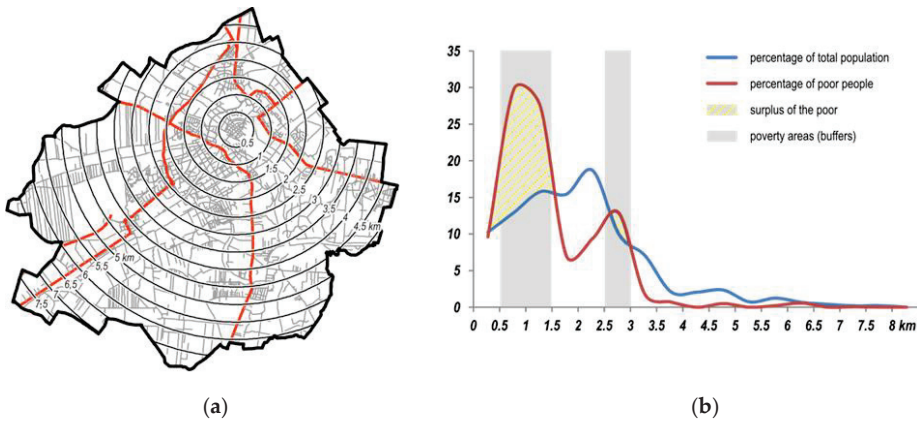 0.5
1
1.5
2
2.5
3
3.5
4
4,5 km
5 km
5,5
6
6,5
7
7.5
(a)
35
30
25
20
15
10
5
0
0 0.5 1 1.5 2 2.5 3 3.5 4 4.5 5 5.5 6 6.5 7 7.5 8 km
percentage of total population
percentage of poor people
surplus of the poor
poverty areas (buffers)
(b)